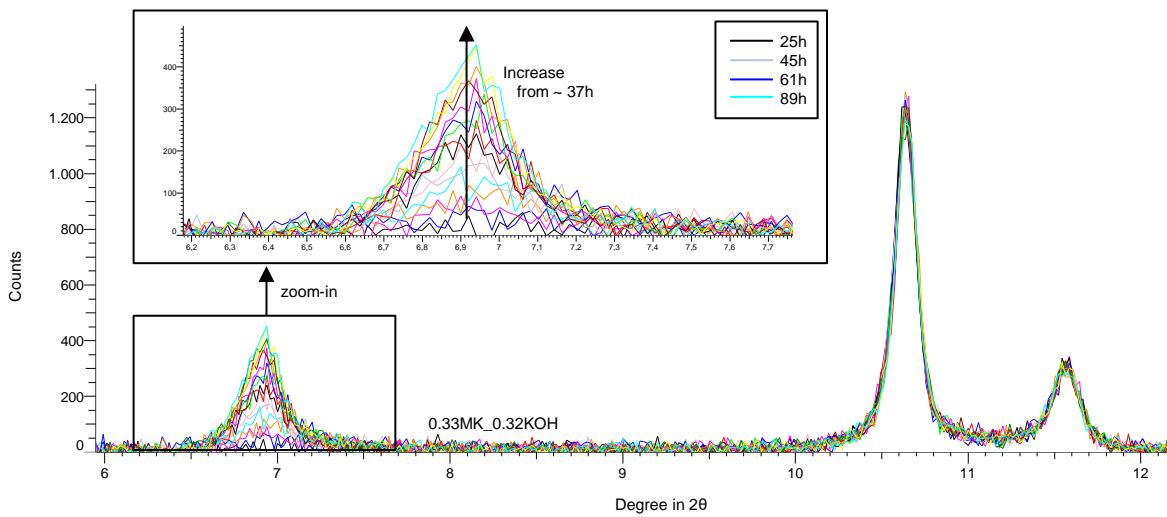 400
300
200
100
0
6,2 6,3 6,4 6,5 6,6 6,7 6,8 6,9 7,0 7,1 7,2 7,3 7,4 7,5 7,6 7,7
Increase
from ~ 37h
25h
45h
61h
89h
Counts
1.200
1.000
800
600
400
200
0
zoom-in
0.33MK_0.32KOH
6 7 8 9 10 11 12
Degree in 2θ